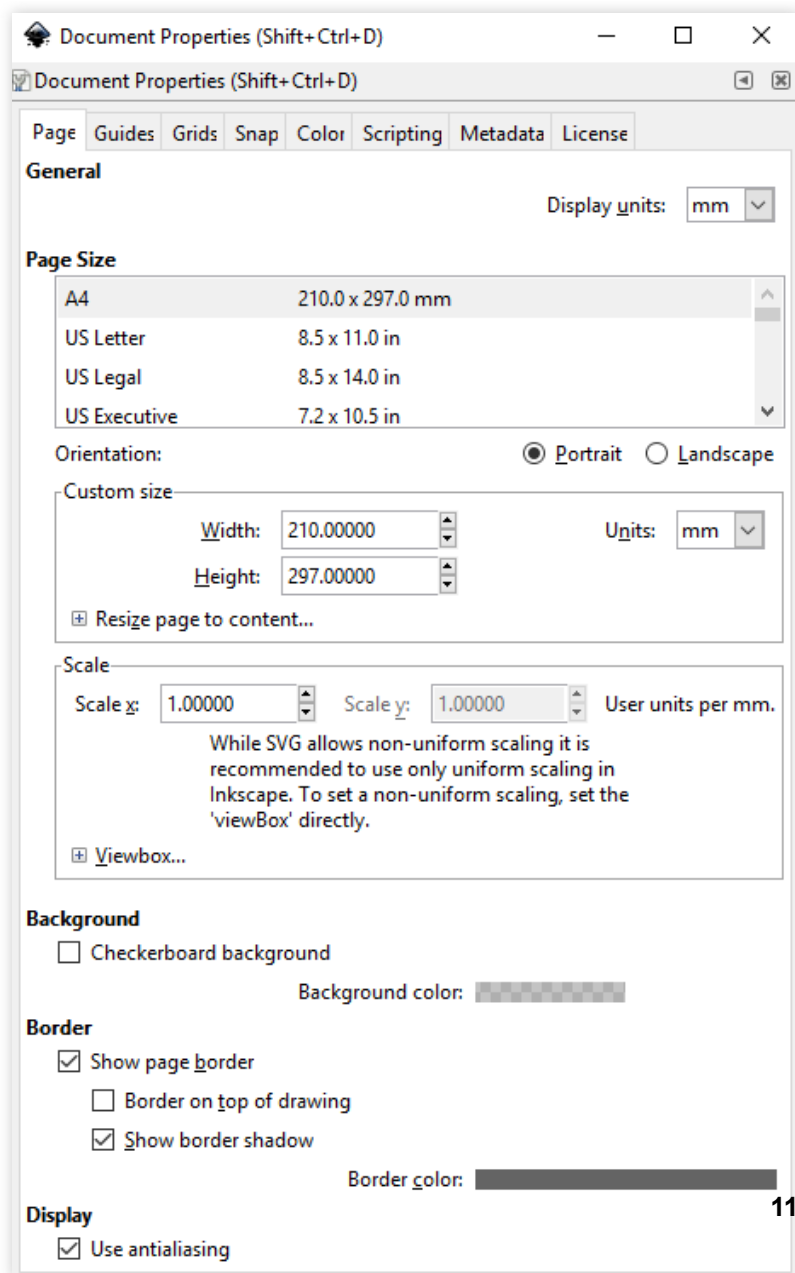 Document Properties (Shift+Ctrl+D)
Document Properties (Shift+Ctrl+D)
Page Guides Grids Snap Color Scripting Metadata License
General
Display units: mm
Page Size
A4 210.0 x 297.0 mm
US Letter 8.5 x 11.0 in
US Legal 8.5 x 14.0 in
US Executive 7.2 x 10.5 in
Orientation: Portrait Landscape
Custom size
Width: 210.00000 Units: mm
Height: 297.00000
Resize page to content...
Scale
Scale x: 1.00000 Scale y: 1.00000 User units per mm.
While SVG allows non-uniform scaling it is
recommended to use only uniform scaling in
Inkscape. To set a non-uniform scaling, set the
'viewBox' directly.
Viewbox...
Background
Checkerboard background
Background color:
Border
Show page border
Border on top of drawing
Show border shadow
Border color:
11
Display
Use antialiasing